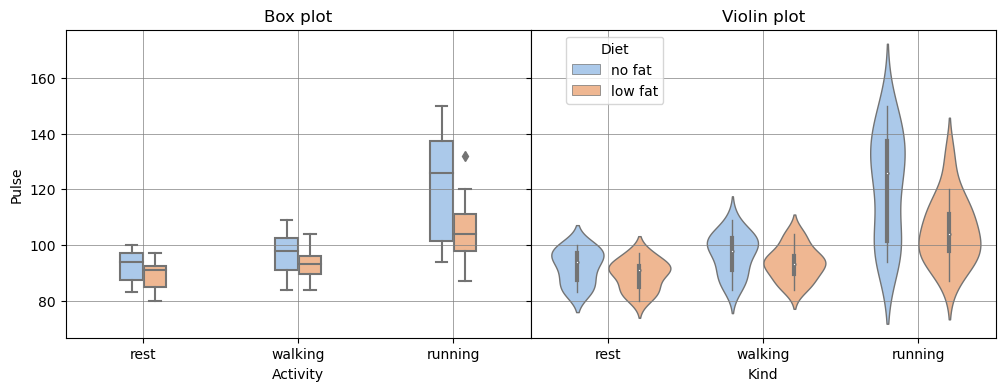 Box plot
Violin plot
Pulse
160
140
120
100
80
Diet
no fat
low fat
rest
walking
running
Activity
rest
walking
running
Kind